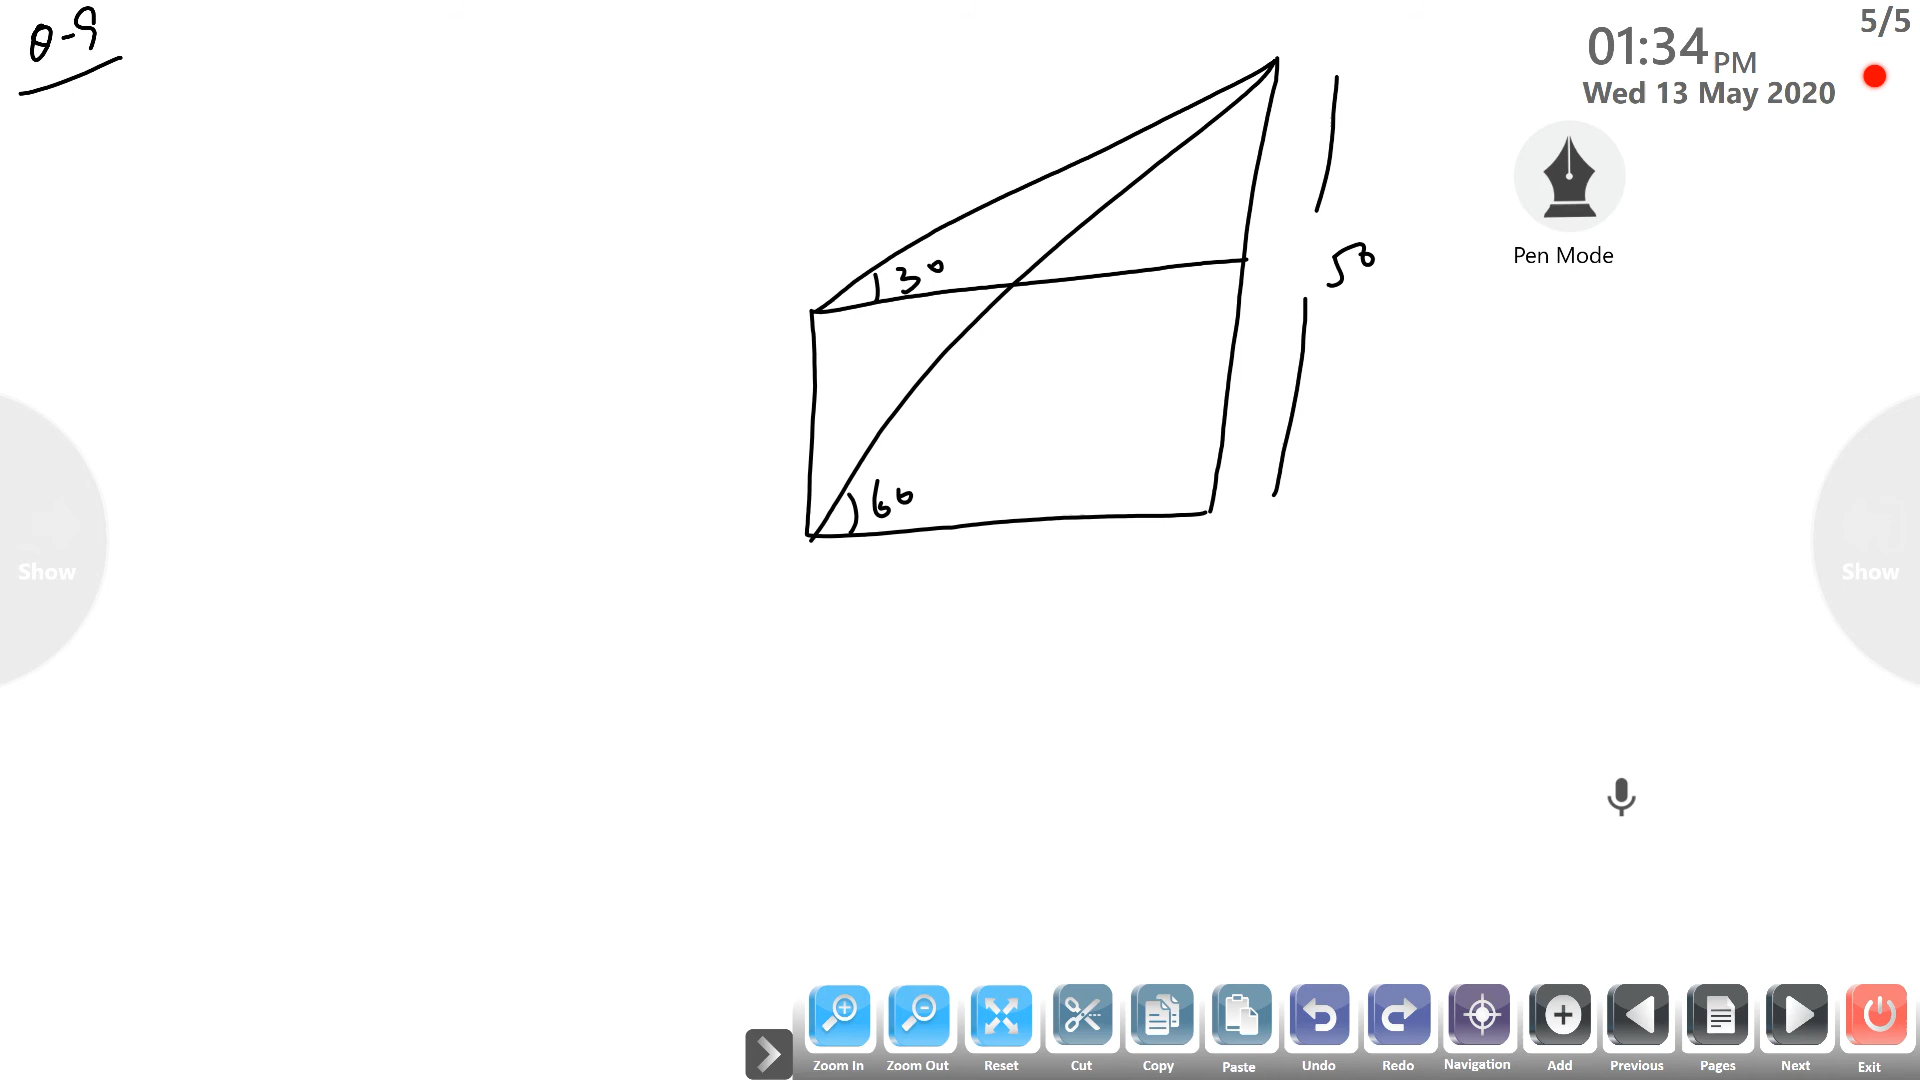 θ-9
5/5
01:34 PM
Wed 13 May 2020
Pen Mode
30
50
60
Show
Show
Zoom In
Zoom Out
Reset
Cut
Copy
Paste
Undo
Redo
Navigation
Add
Previous
Pages
Next
Exit